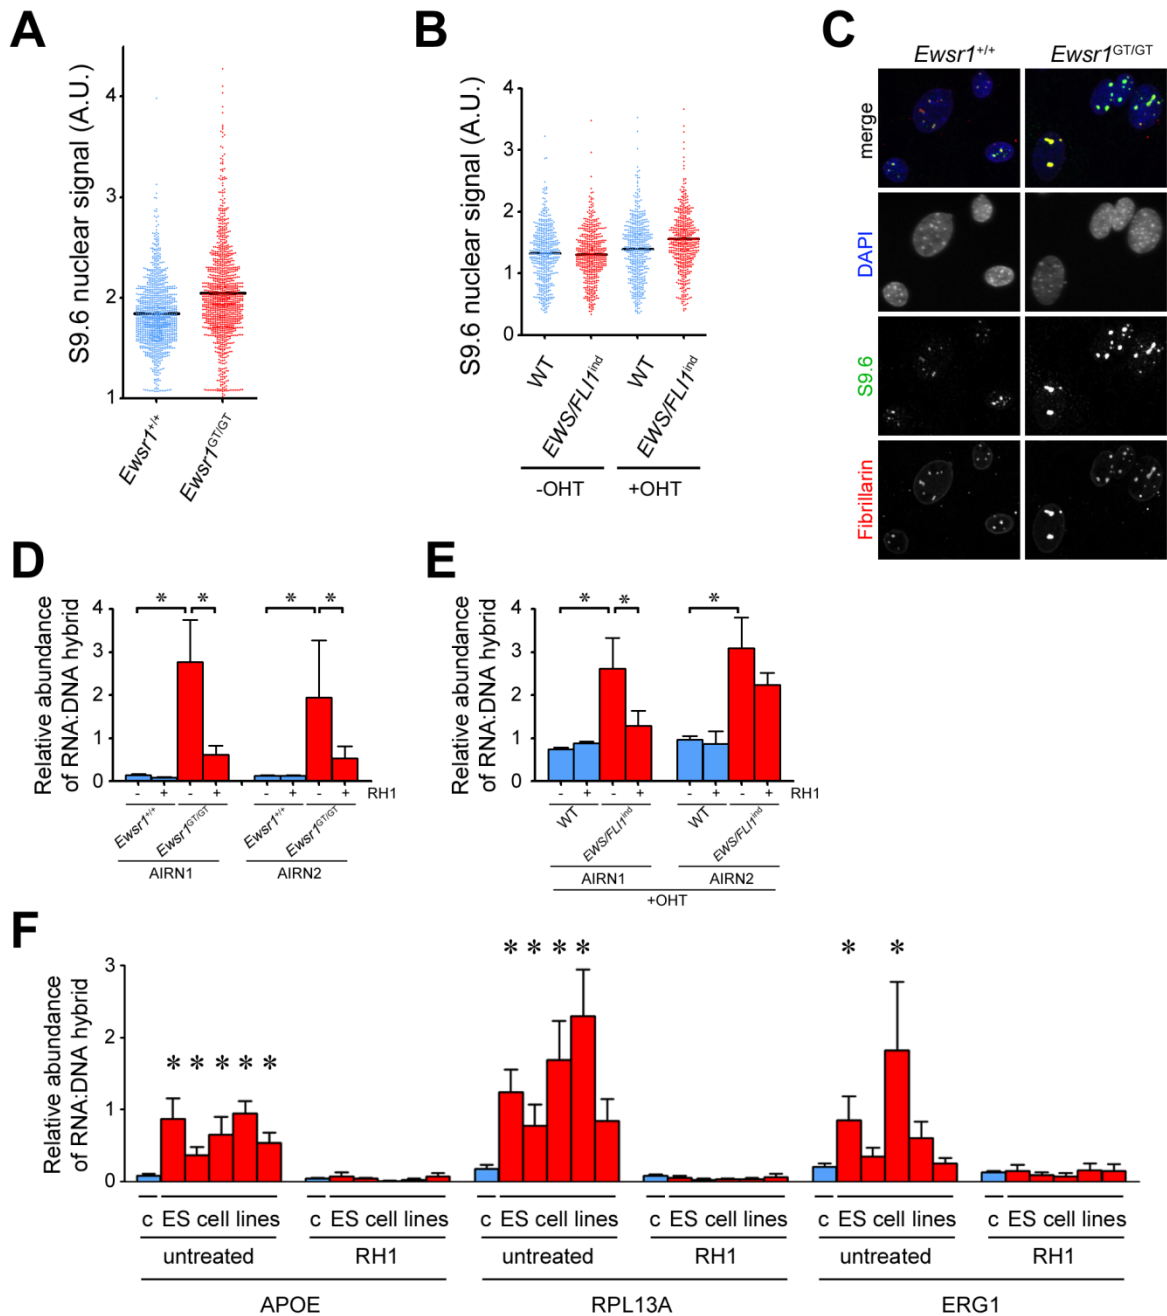 A
S9.6 nuclear signal (A.U.)
4
3
2
1
Ewsr1+/+
Ewsr1GT/GT
B
S9.6 nuclear signal (A.U.)
4
3
2
1
0
WT
EWS/FLI1ind
WT
EWS/FLI1ind
-OHT
+OHT
C
Ewsr1+/+
Ewsr1GT/GT
merge
DAPI
S9.6
Fibrillarin
D
Relative abundance
of RNA:DNA hybrid
4
3
2
1
0
* * * *
- + - + - + - + RH1
Ewsr1+/+
Ewsr1GT/GT
Ewsr1+/+
Ewsr1GT/GT
AIRN1
AIRN2
E
Relative abundance
of RNA:DNA hybrid
4
3
2
1
0
* * *
- + - + - + - + RH1
WT
EWS/FLI1ind
WT
EWS/FLI1ind
AIRN1
AIRN2
+OHT
F
Relative abundance
of RNA:DNA hybrid
3
2
1
0
* * * * *
* * * *
* *
c ES cell lines c ES cell lines c ES cell lines c ES cell lines c ES cell lines c ES cell lines
untreated RH1 untreated RH1 untreated RH1
APOE RPL13A ERG1